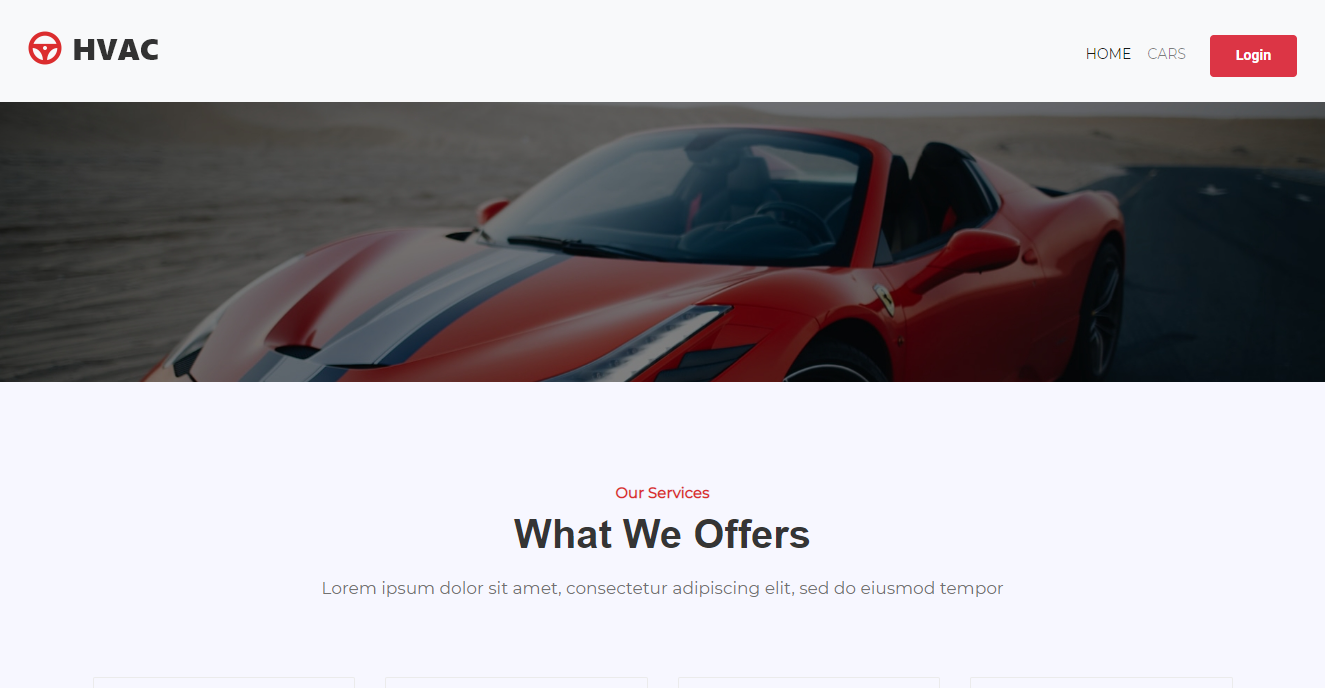 HVAC
HOME CARS Login
Our Services
What We Offers
Lorem ipsum dolor sit amet, consectetur adipiscing elit, sed do eiusmod tempor